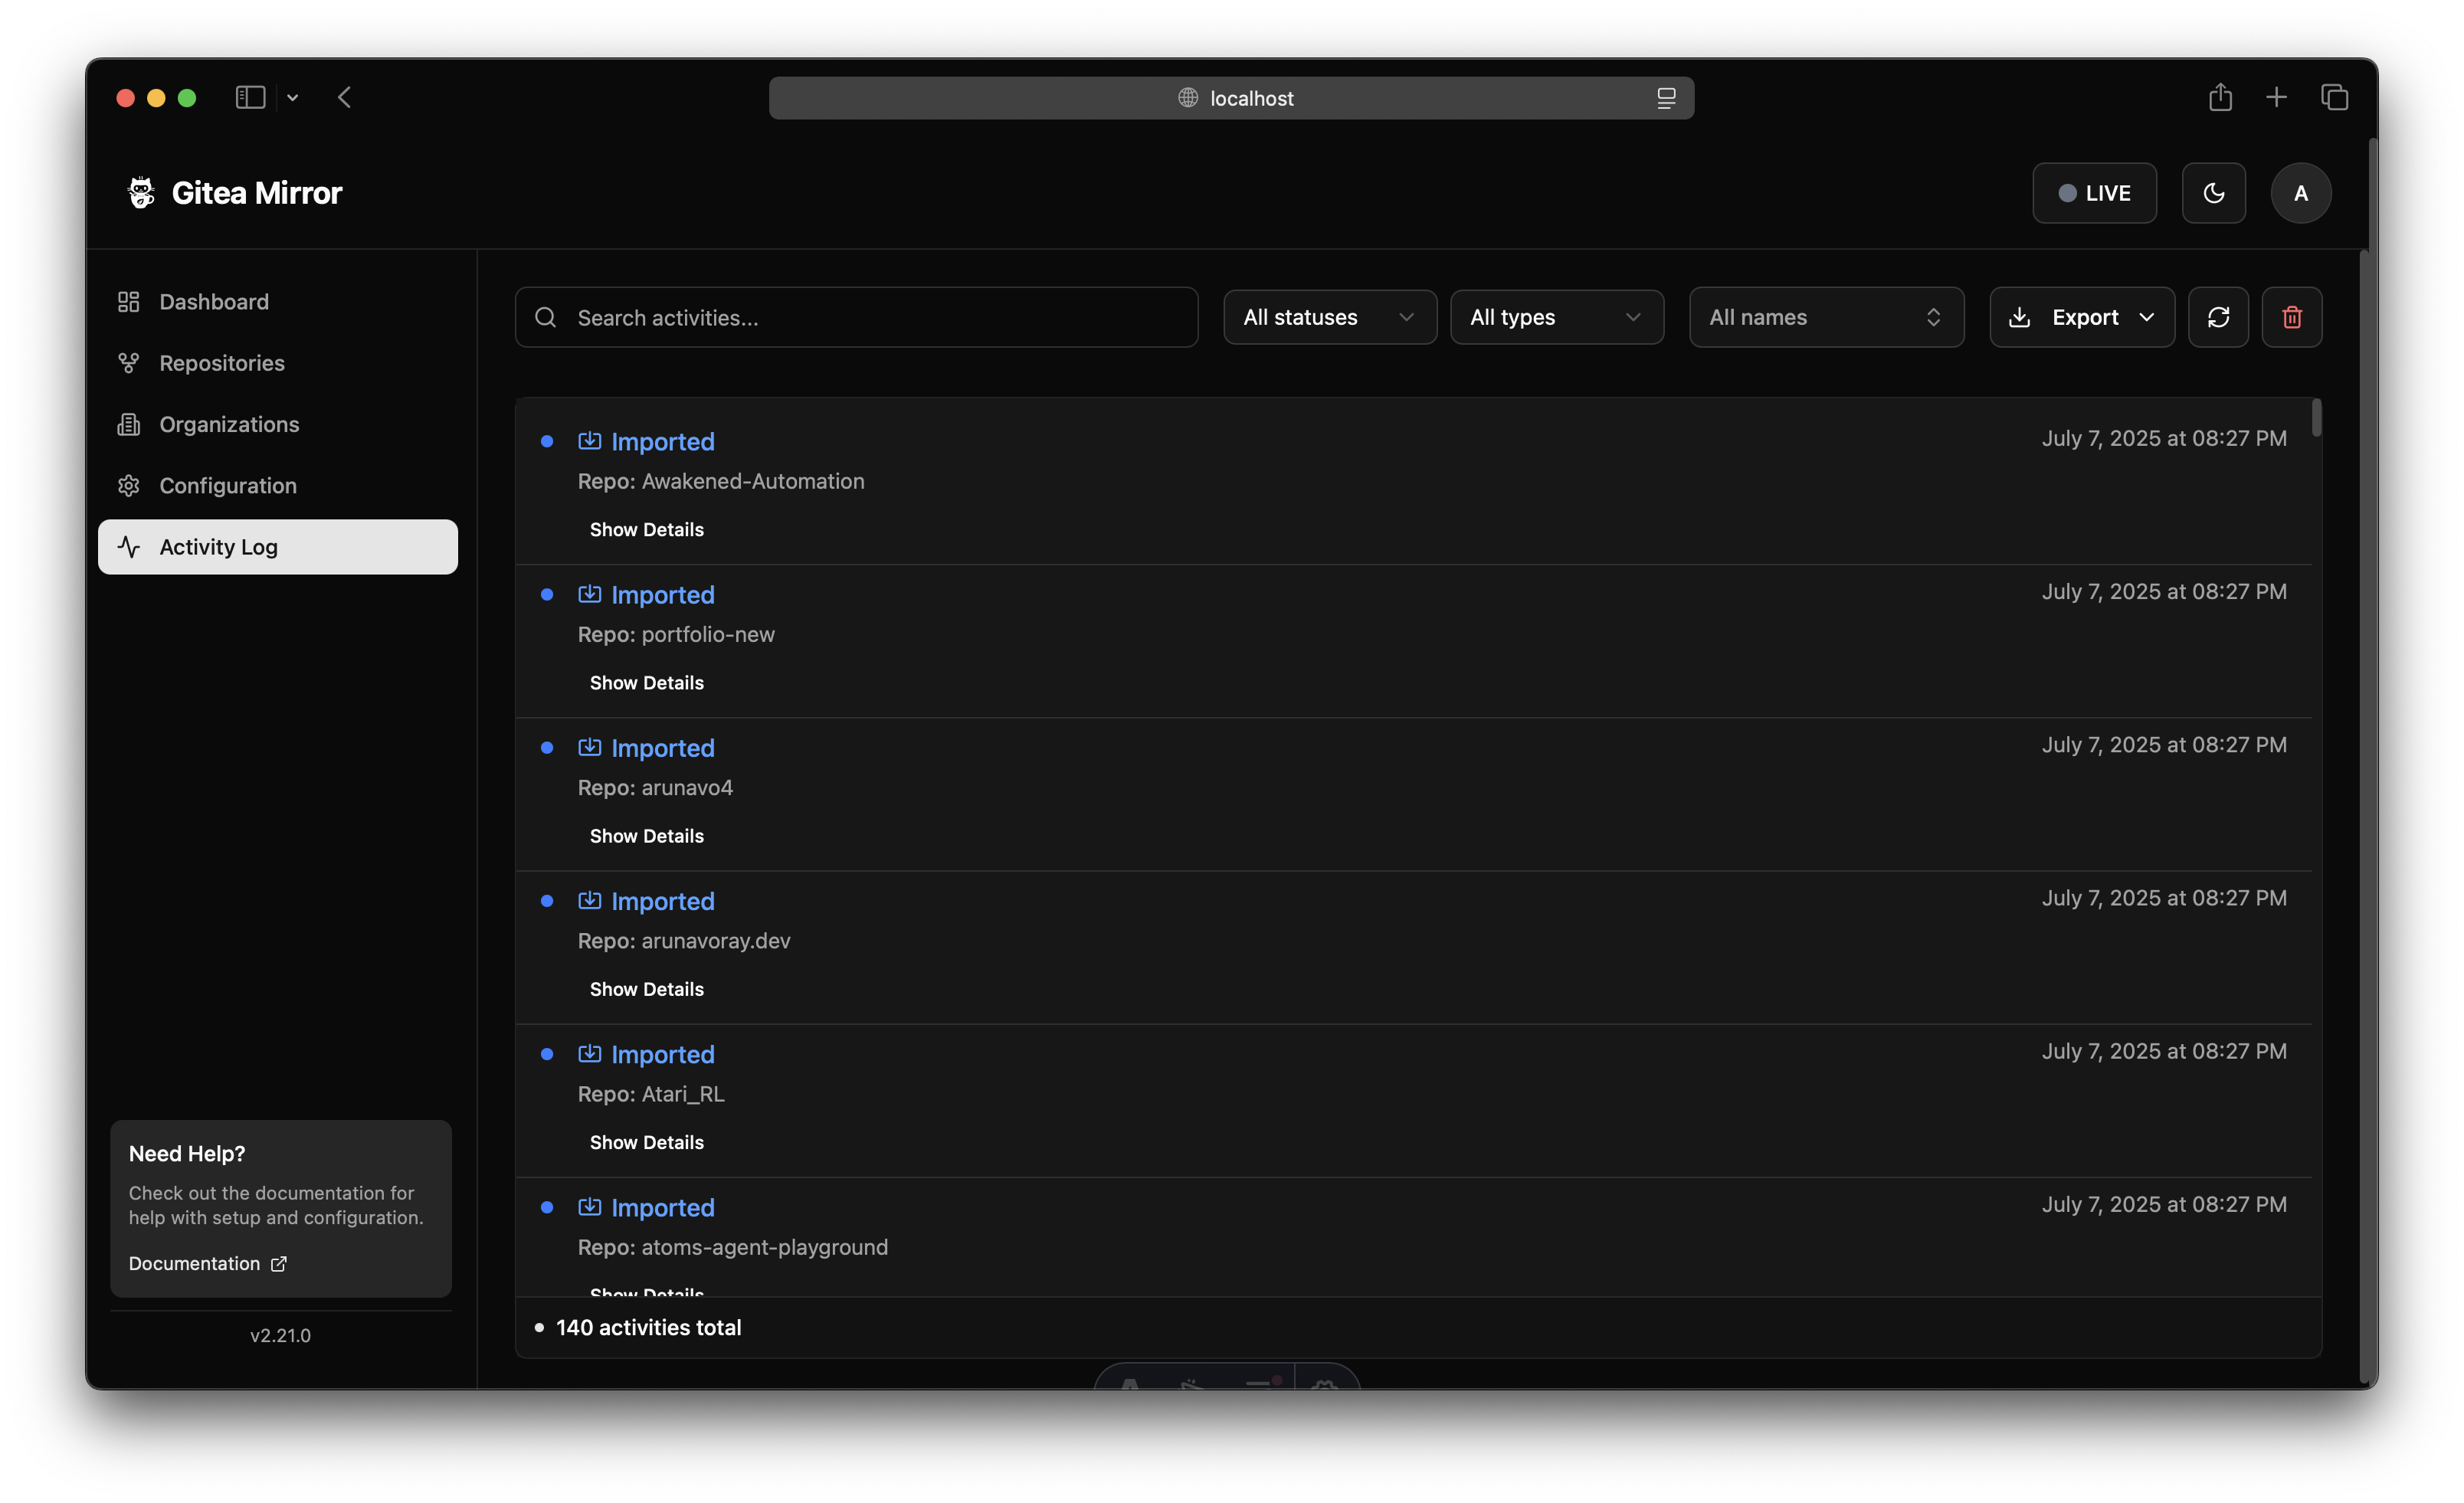 localhost
Gitea Mirror
LIVE
A
Dashboard
Repositories
Organizations
Configuration
Activity Log
Need Help?
Check out the documentation for
help with setup and configuration.
Documentation
v2.21.0
Search activities...
All statuses
All types
All names
Export
Imported
July 7, 2025 at 08:27 PM
Repo: Awakened-Automation
Show Details
Imported
July 7, 2025 at 08:27 PM
Repo: portfolio-new
Show Details
Imported
July 7, 2025 at 08:27 PM
Repo: arunavo4
Show Details
Imported
July 7, 2025 at 08:27 PM
Repo: arunavoray.dev
Show Details
Imported
July 7, 2025 at 08:27 PM
Repo: Atari_RL
Show Details
Imported
July 7, 2025 at 08:27 PM
Repo: atoms-agent-playground
Show Details
140 activities total